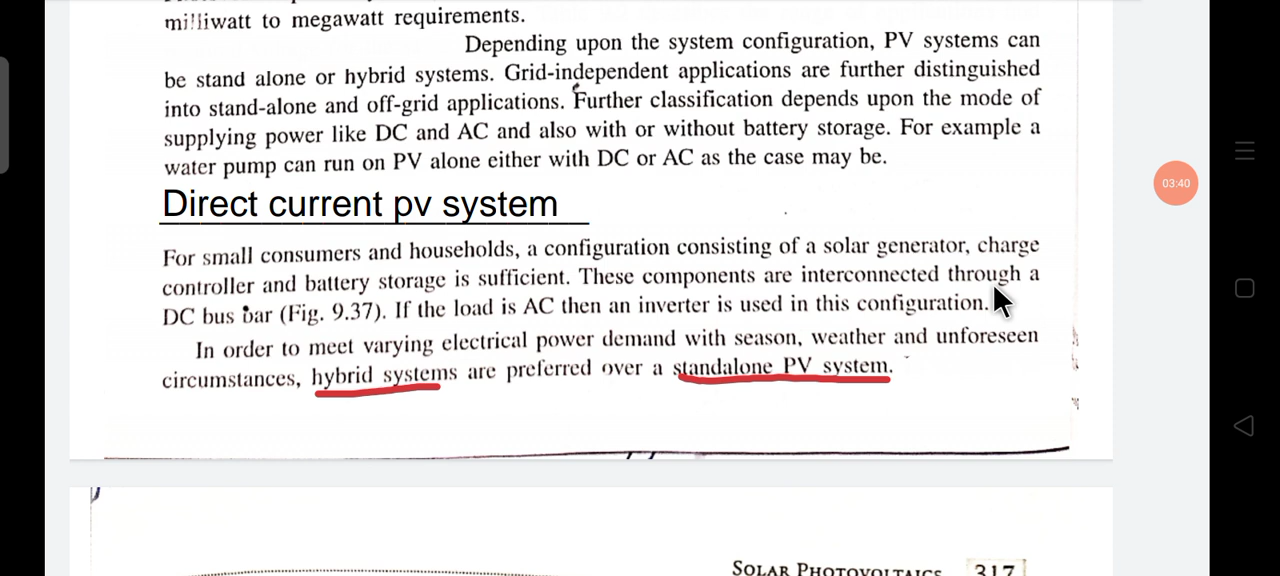 milliwatt to megawatt requirements.
Depending upon the system configuration, PV systems can
be stand alone or hybrid systems. Grid-independent applications are further distinguished
into stand-alone and off-grid applications. Further classification depends upon the mode of
supplying power like DC and AC and also with or without battery storage. For example a
water pump can run on PV alone either with DC or AC as the case may be.
Direct current pv system
For small consumers and households, a configuration consisting of a solar generator, charge
controller and battery storage is sufficient. These components are interconnected through a
DC bus bar (Fig. 9.37). If the load is AC then an inverter is used in this configuration.
In order to meet varying electrical power demand with season, weather and unforeseen
circumstances, hybrid systems are preferred over a standalone PV system.
SOLAR PHOTOVOLTAICS 317
03:40